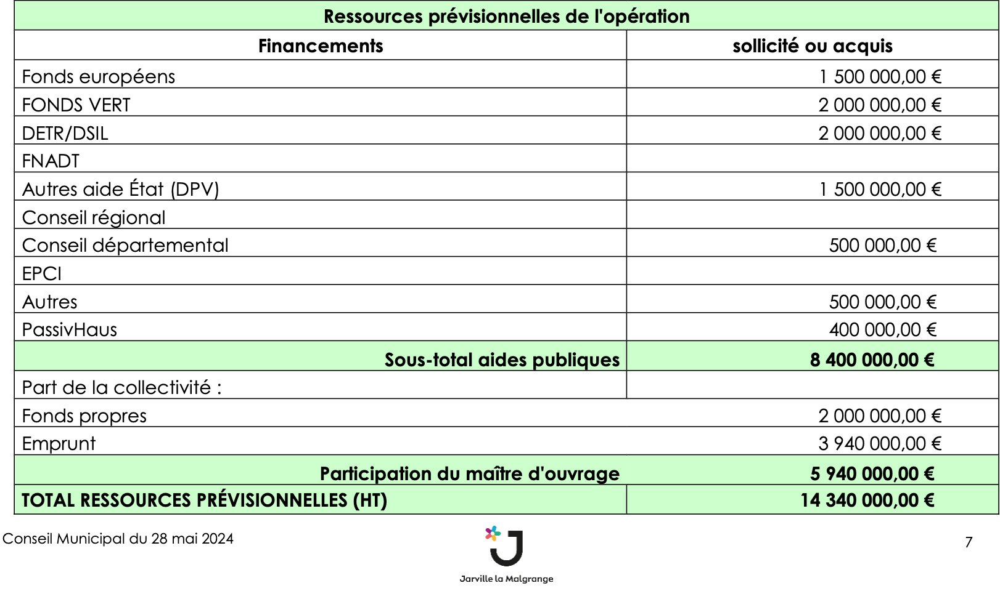 Ressources prévisionnelles de l'opération
Financements sollicité ou acquis
Fonds européens 1 500 000,00 €
FONDS VERT 2 000 000,00 €
DETR/DSIL 2 000 000,00 €
FNADT
Autres aide État (DPV) 1 500 000,00 €
Conseil régional
Conseil départemental 500 000,00 €
EPCI
Autres 500 000,00 €
PassivHaus 400 000,00 €
Sous-total aides publiques 8 400 000,00 €
Part de la collectivité :
Fonds propres 2 000 000,00 €
Emprunt 3 940 000,00 €
Participation du maître d'ouvrage 5 940 000,00 €
TOTAL RESSOURCES PRÉVISIONNELLES (HT) 14 340 000,00 €
Conseil Municipal du 28 mai 2024 7
Jarville la Malgrange